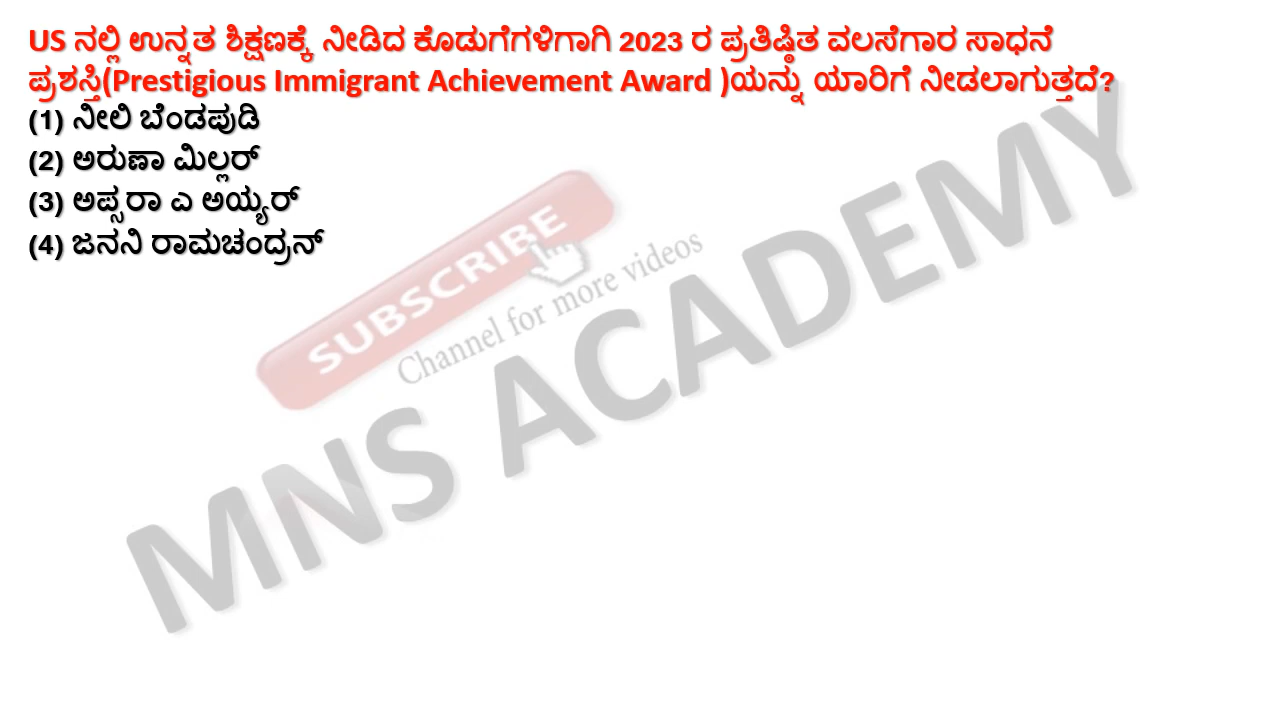 US ನಲ್ಲಿ ಉನ್ನತ ಶಿಕ್ಷಣಕ್ಕೆ ನೀಡಿದ ಕೊಡುಗೆಗಳಿಗಾಗಿ 2023 ರ ಪ್ರತಿಷ್ಠಿತ ವಲಸೆಗಾರ ಸಾಧನೆ
ಪ್ರಶಸ್ತಿ(Prestigious Immigrant Achievement Award )ಯನ್ನು ಯಾರಿಗೆ ನೀಡಲಾಗುತ್ತದೆ?
(1) ನೀಲಿ ಬೆಂಡಪುಡಿ
(2) ಅರುಣಾ ಮಿಲ್ಲರ್
(3) ಅಪ್ಸರಾ ಎ ಅಯ್ಯರ್
(4) ಜನನಿ ರಾಮಚಂದ್ರನ್
SUBSCRIBE
Channel for more videos
MNS ACADEMY